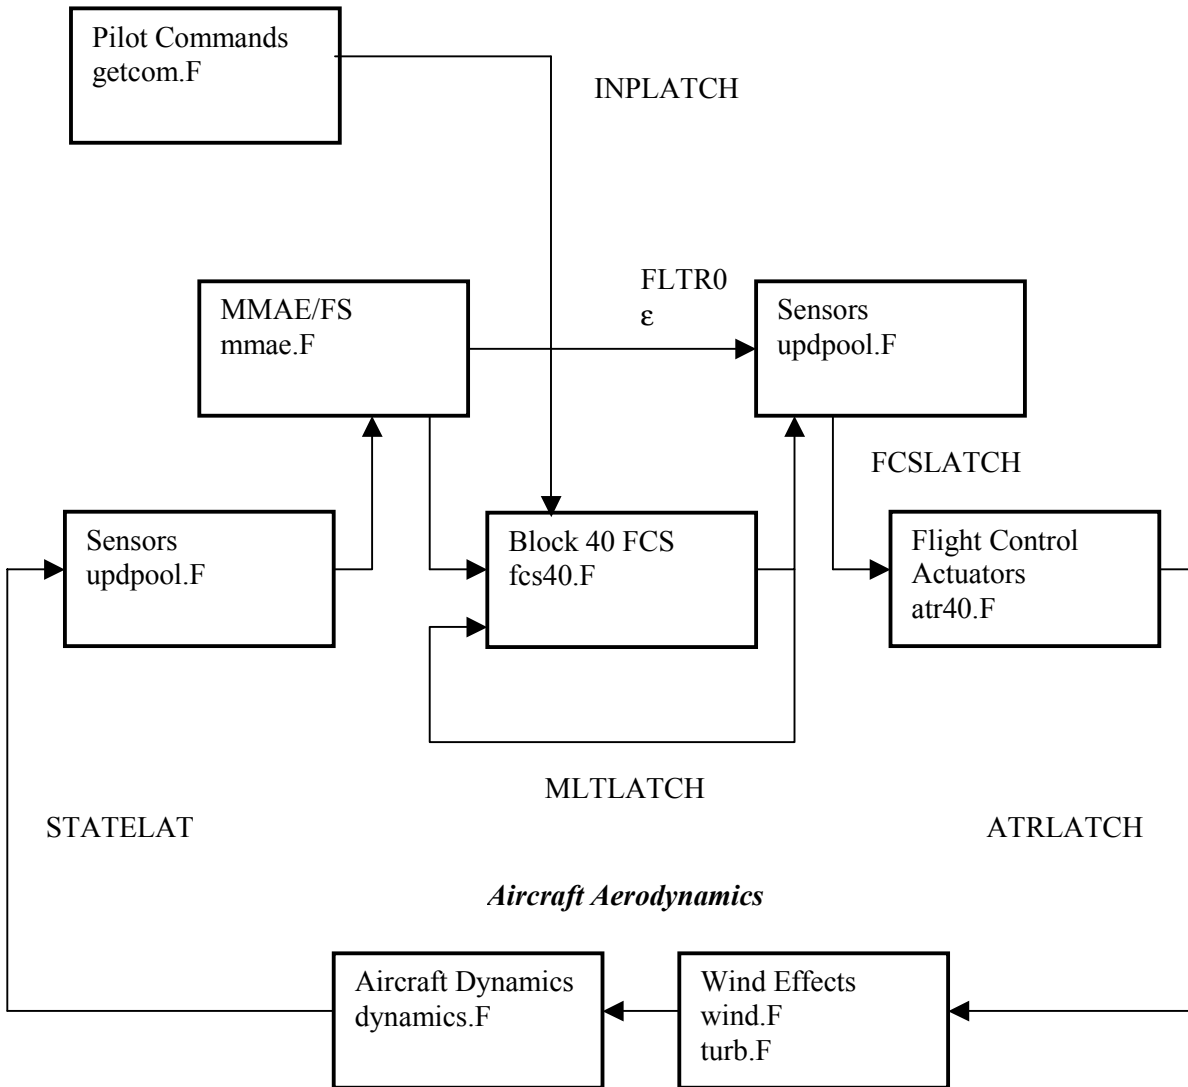 Pilot Commands
getcom.F
INPLATCH
MMAE/FS
mmae.F
FLTR0
ε
Sensors
updpool.F
FCSLATCH
Sensors
updpool.F
Block 40 FCS
fcs40.F
Flight Control
Actuators
atr40.F
MLTLATCH
STATELAT
ATRLATCH
Aircraft Aerodynamics
Aircraft Dynamics
dynamics.F
Wind Effects
wind.F
turb.F